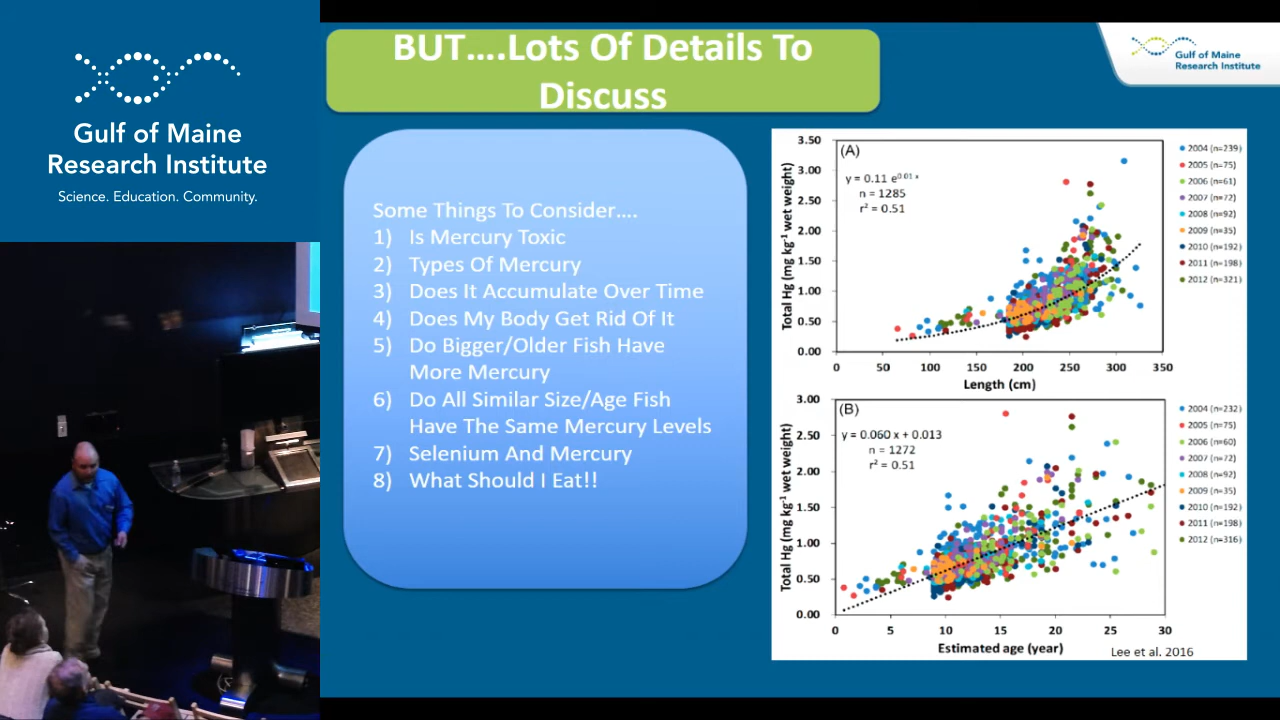 Gulf of Maine
Research Institute
Science. Education. Community.
BUT....Lots Of Details To
Discuss
Gulf of Maine
Research Institute
Some Things To Consider....
1) Is Mercury Toxic
2) Types Of Mercury
3) Does It Accumulate Over Time
4) Does My Body Get Rid Of It
5) Do Bigger/Older Fish Have
More Mercury
6) Do All Similar Size/Age Fish
Have The Same Mercury Levels
7) Selenium And Mercury
8) What Should I Eat!!
(A)
y = 0.11 e^0.01 x
n = 1285
r² = 0.51
Total Hg (mg kg⁻¹ wet weight)
3.50
3.00
2.50
2.00
1.50
1.00
0.50
0.00
0 50 100 150 200 250 300 350
Length (cm)
2004 (n=239)
2005 (n=75)
2006 (n=61)
2007 (n=72)
2008 (n=92)
2009 (n=35)
2010 (n=192)
2011 (n=198)
2012 (n=321)
(B)
y = 0.060 x + 0.013
n = 1272
r² = 0.51
Total Hg (mg kg⁻¹ wet weight)
3.00
2.50
2.00
1.50
1.00
0.50
0.00
0 5 10 15 20 25 30
Estimated age (year)
2004 (n=232)
2005 (n=75)
2006 (n=60)
2007 (n=72)
2008 (n=92)
2009 (n=35)
2010 (n=192)
2011 (n=198)
2012 (n=316)
Lee et al. 2016